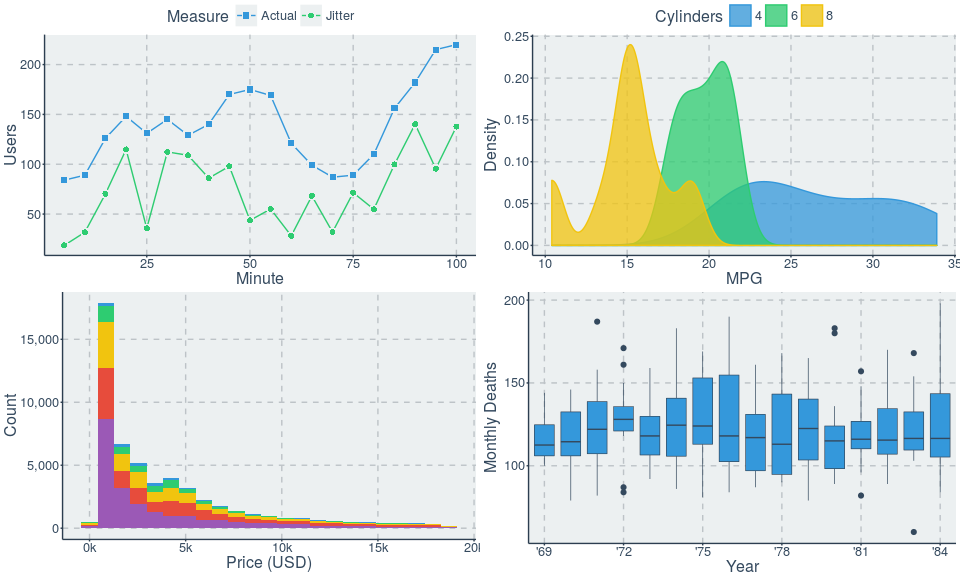 Measure Actual Jitter
Users
200
150
100
50
25 50 75 100
Minute
Cylinders 4 6 8
Density
0.25
0.20
0.15
0.10
0.05
0.00
10 15 20 25 30 35
MPG
Count
15,000
10,000
5,000
0
0k 5k 10k 15k 20k
Price (USD)
Monthly Deaths
200
150
100
'69 '72 '75 '78 '81 '84
Year